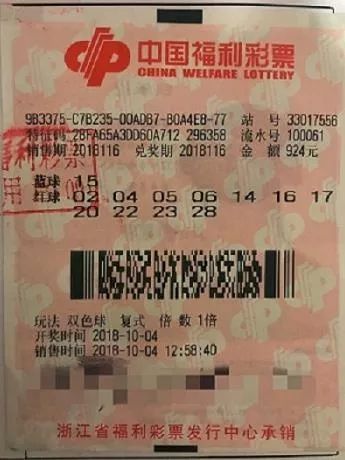 中国福利彩票
CHINA WELFARE LOTTERY
9B3375-C7B235-00ADB7-B0A4E8-77 站 号 33017556
特征码 28FA65A3DD60A712 296358 流水号 100061
销售期 2018116 兑奖期 2018116 金 额 924元
蓝球 15
红球 02 04 05 06 14 16 17
20 22 23 28
玩法 双色球 复式 倍 数 1倍
开奖时间 2018-10-04
销售时间 2018-10-04 12:58:40
浙江省福利彩票发行中心承销